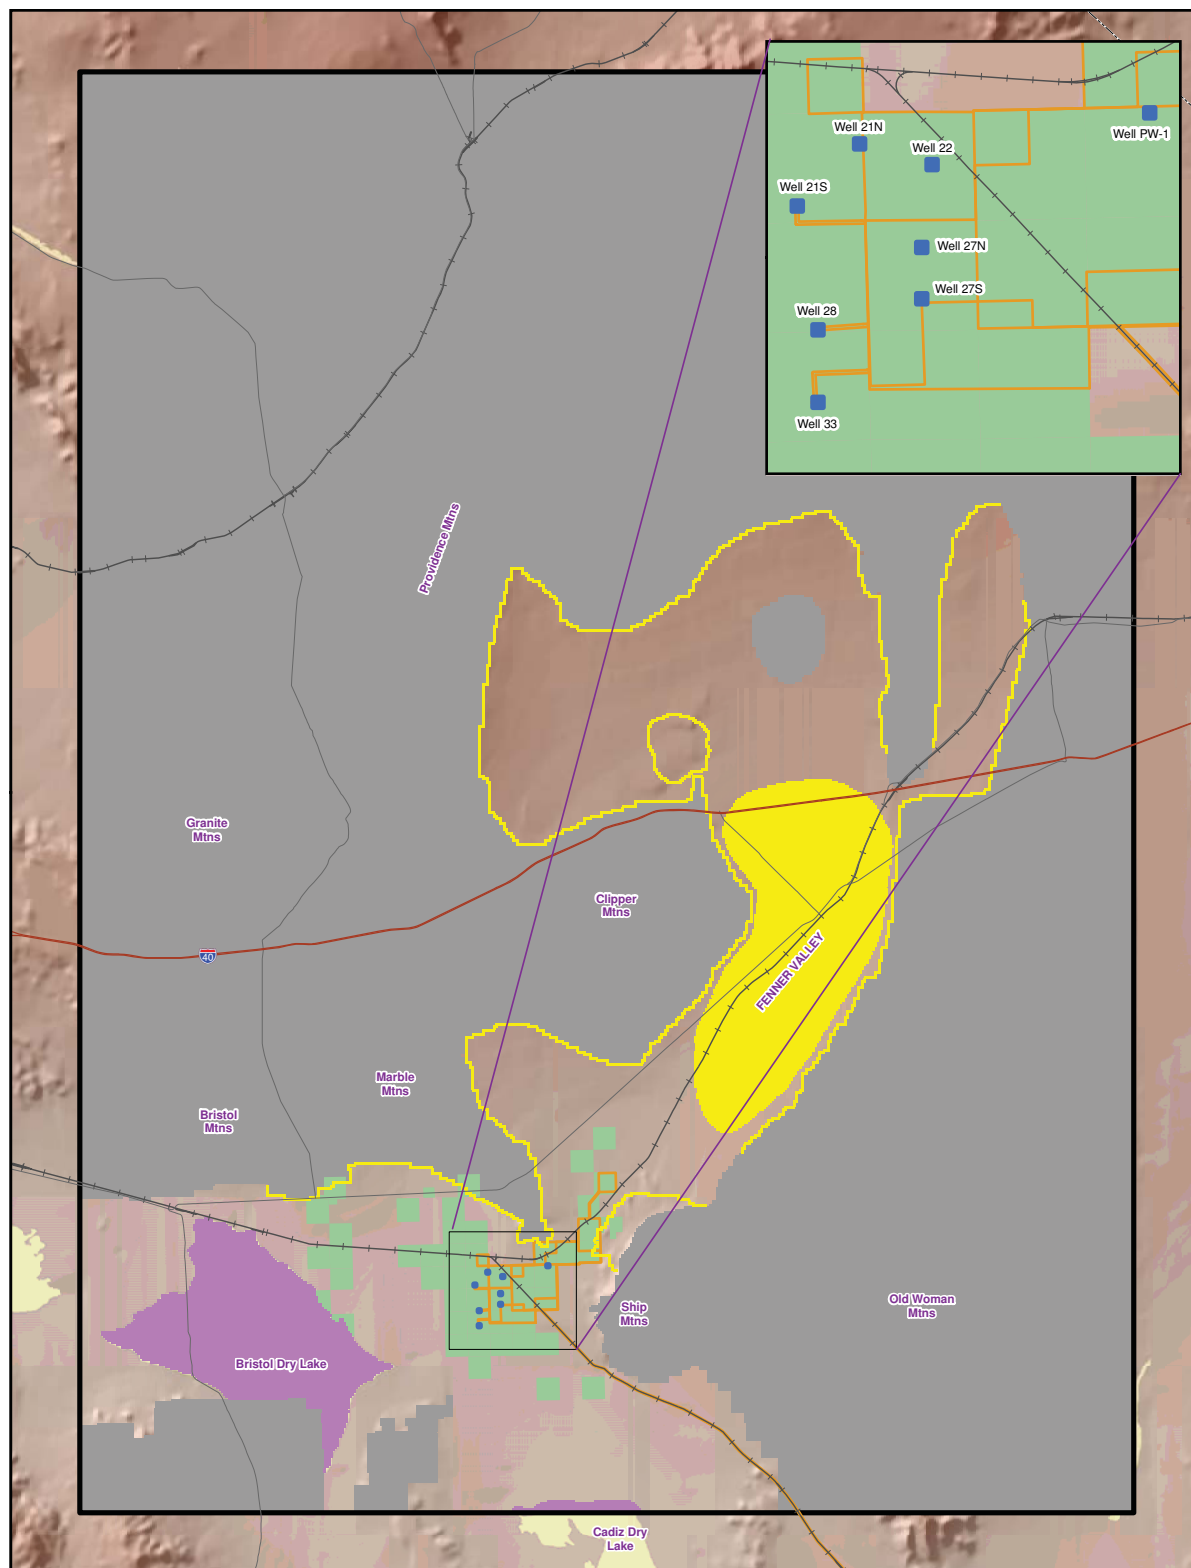 Well 21N
Well 22
Well PW-1
Well 21S
Well 27N
Well 27S
Well 28
Well 33
Providence Mtns
Granite
Mtns
Clipper
Mtns
40
FENNER VALLEY
Marble
Mtns
Bristol
Mtns
Old Woman
Mtns
Ship
Mtns
Bristol Dry Lake
Cadiz Dry
Lake